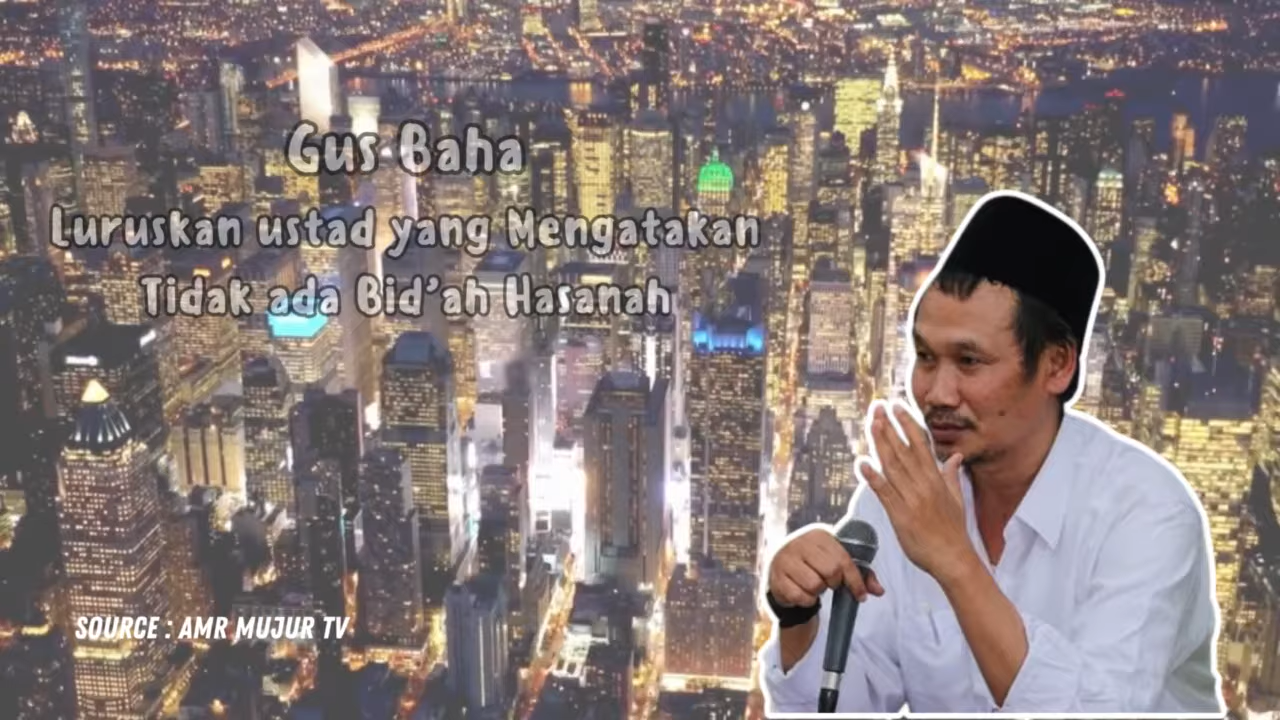 Gus Baha
Luruskan ustad yang Mengatakan
Tidak ada Bid'ah Hasanah
SOURCE : AMR MUJUR TV